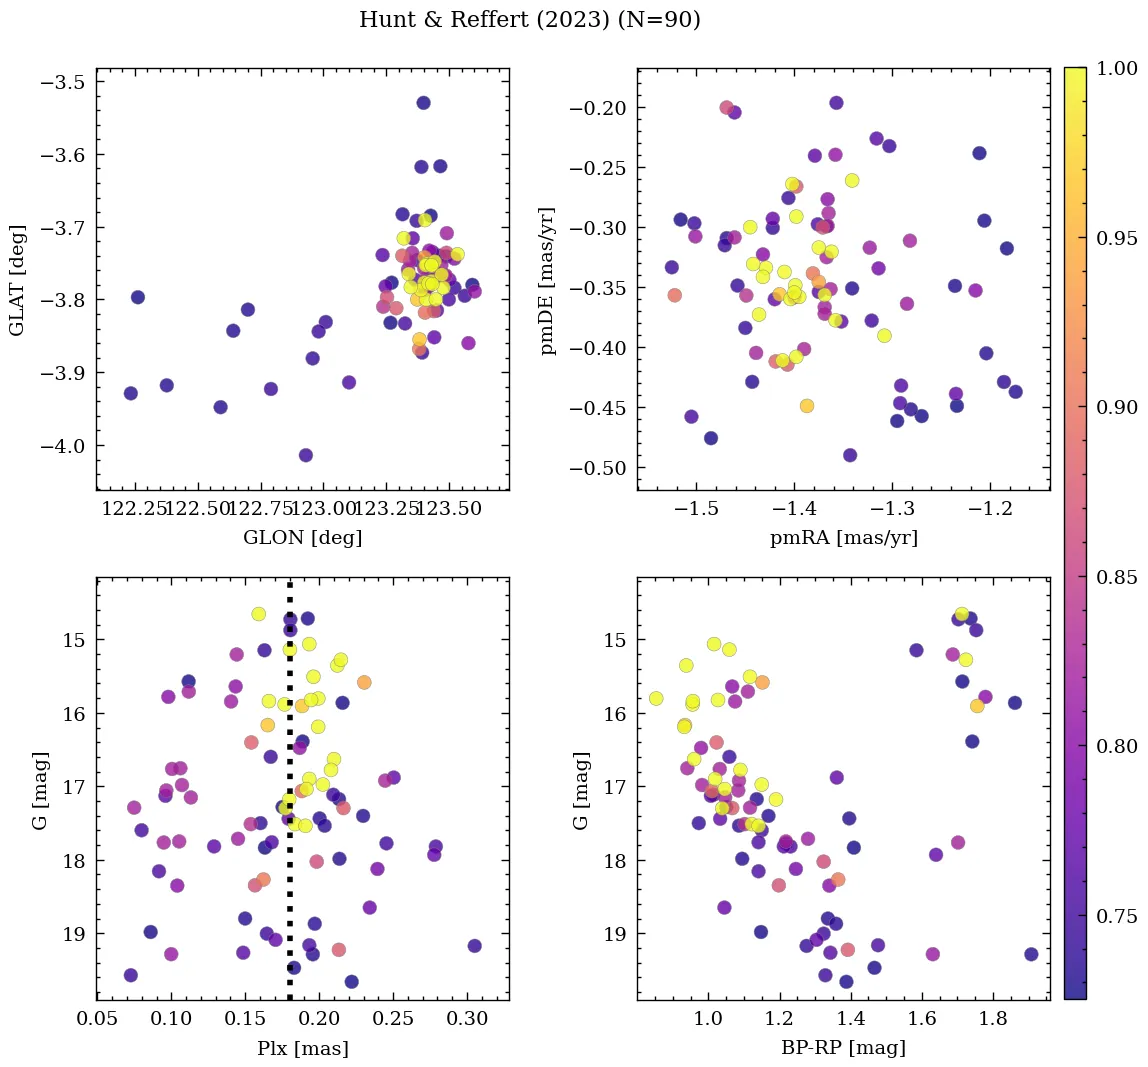 Hunt & Reffert (2023) (N=90)
−3.5
−3.6
−3.7
−3.8
−3.9
−4.0
GLAT [deg]
122.25 122.50 122.75 123.00 123.25 123.50
GLON [deg]
−0.20
−0.25
−0.30
−0.35
−0.40
−0.45
−0.50
pmDE [mas/yr]
−1.5 −1.4 −1.3 −1.2
pmRA [mas/yr]
15
16
17
18
19
G [mag]
0.05 0.10 0.15 0.20 0.25 0.30
Plx [mas]
15
16
17
18
19
G [mag]
1.0 1.2 1.4 1.6 1.8
BP-RP [mag]
1.00
0.95
0.90
0.85
0.80
0.75